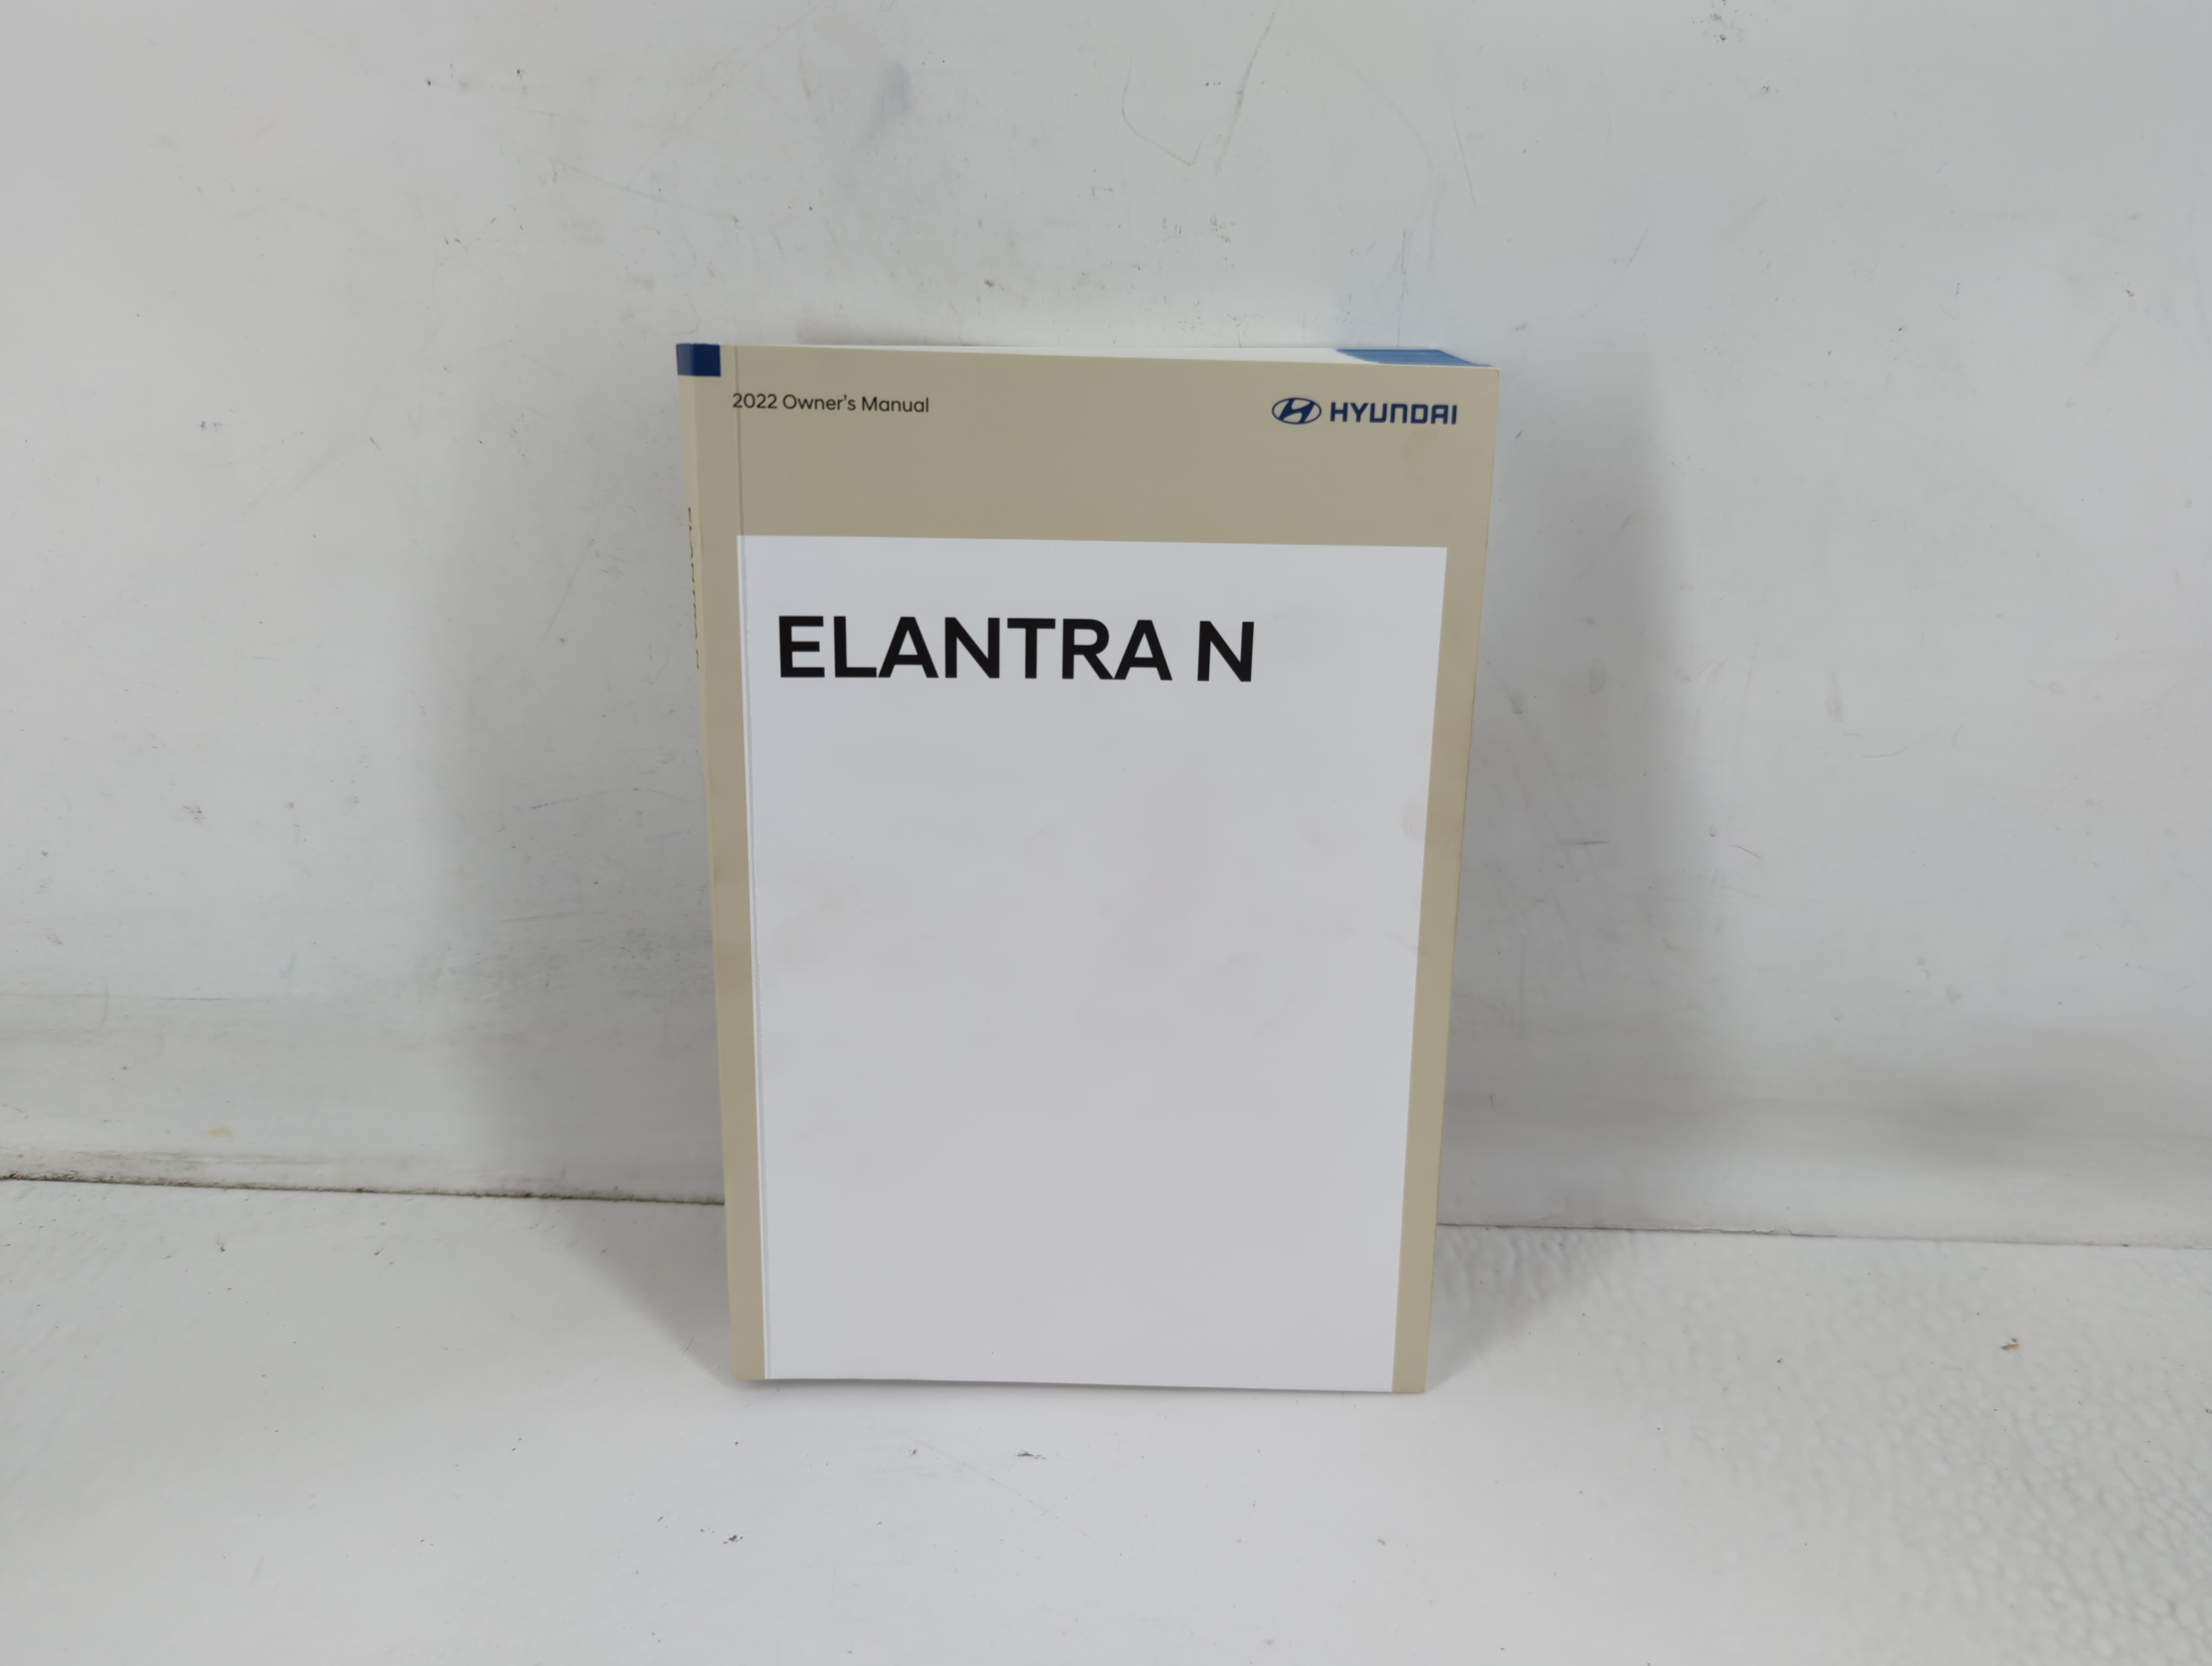 2022 Owner's Manual
HYUNDAI
ELANTRA N